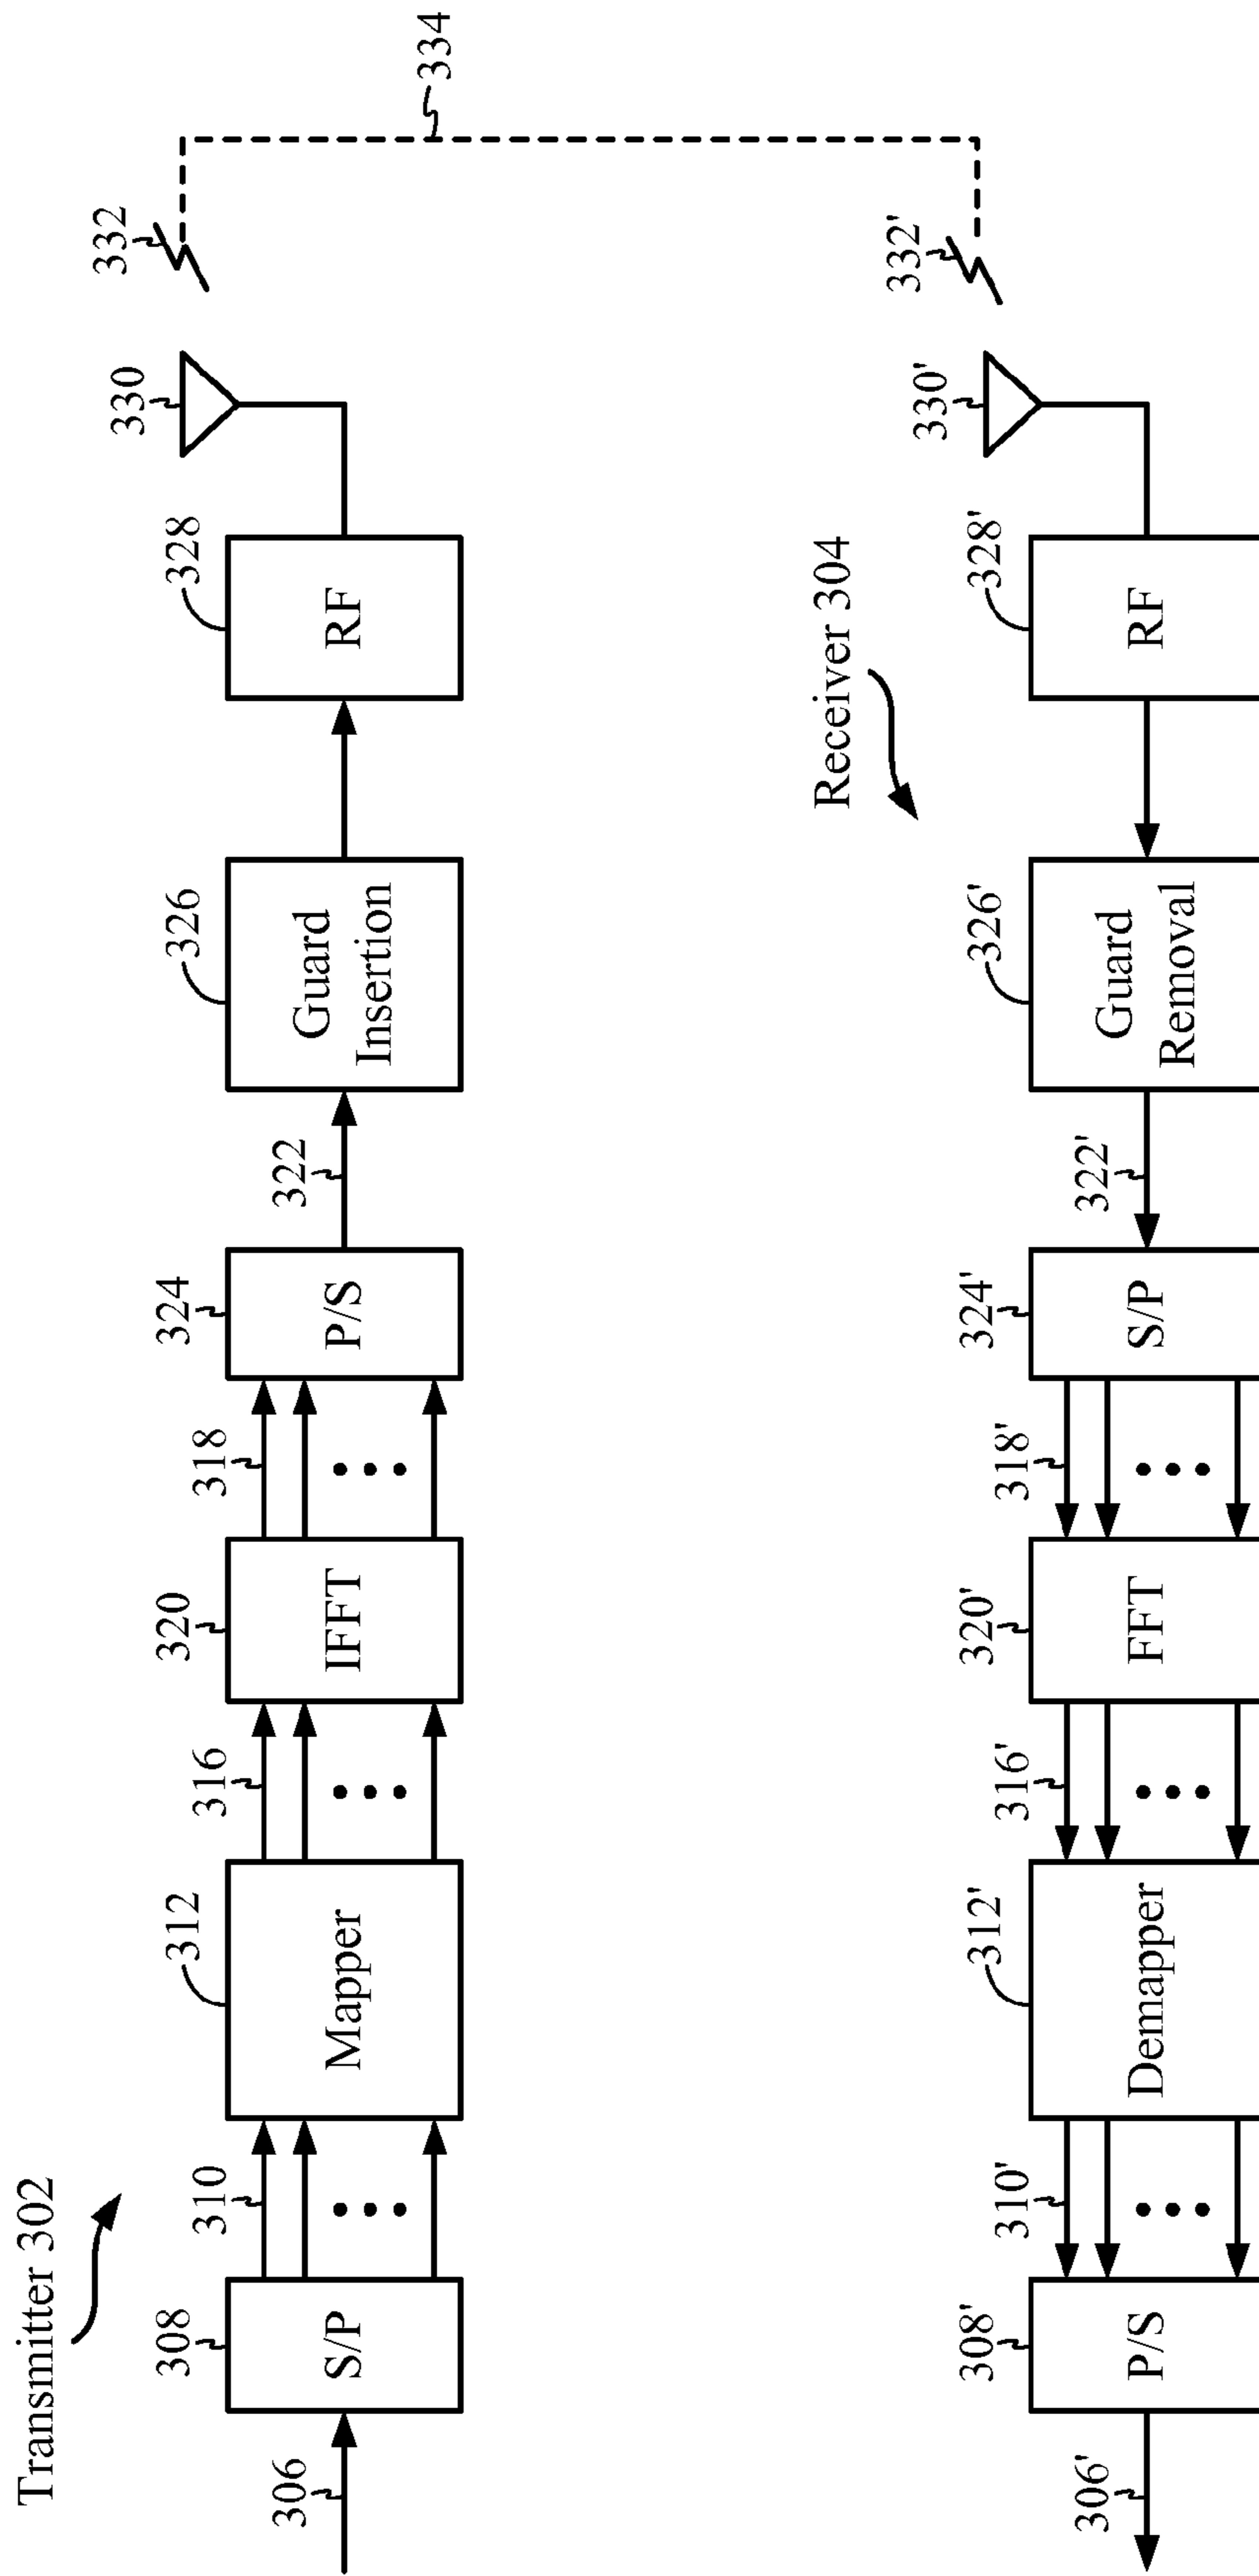 Transmitter 302
306
308
S/P
310
312
Mapper
316
320
IFFT
318
324
P/S
322
326
Guard
Insertion
328
RF
330
332
334
Receiver 304
306'
308'
P/S
310'
312'
Demapper
316'
320'
FFT
318'
324'
S/P
322'
326'
Guard
Removal
328'
RF
330'
332'